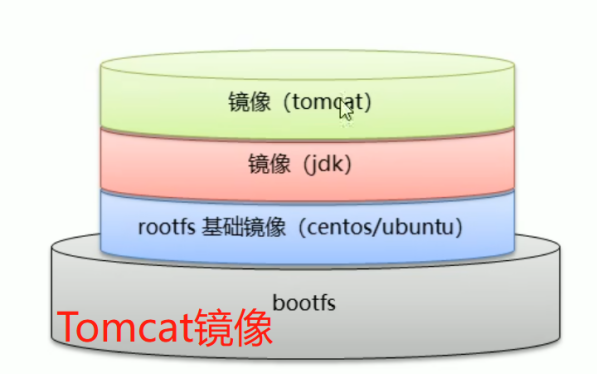 镜像（tomcat）
镜像（jdk）
rootfs 基础镜像（centos/ubuntu）
bootfs
Tomcat镜像